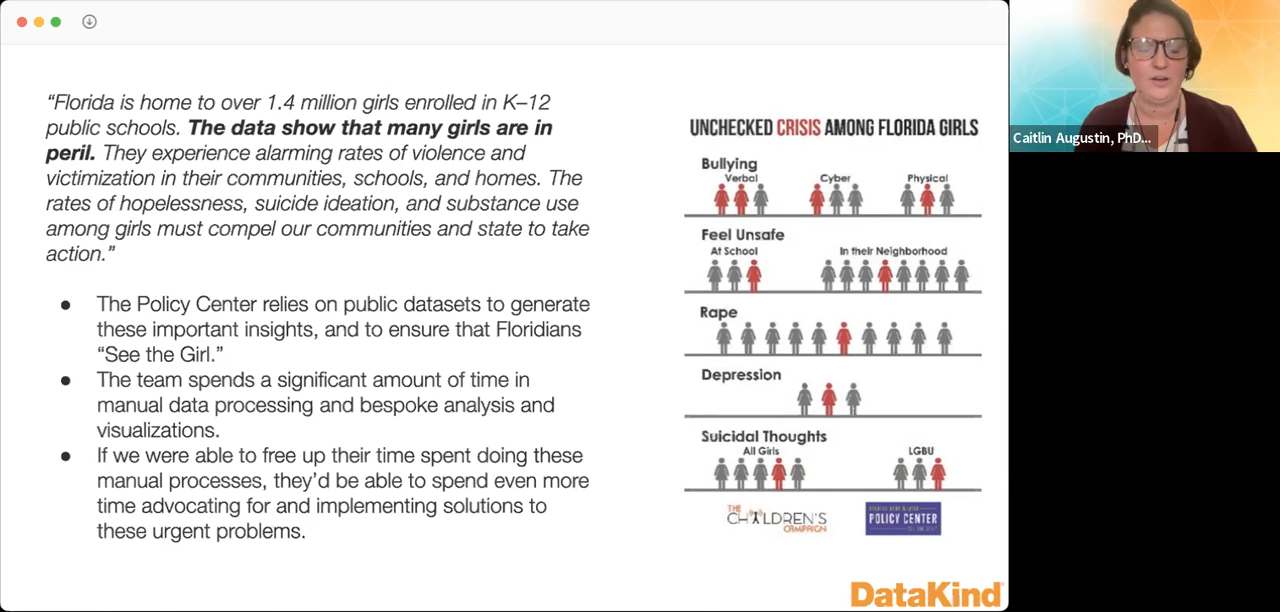 “Florida is home to over 1.4 million girls enrolled in K–12
public schools. The data show that many girls are in
peril. They experience alarming rates of violence and
victimization in their communities, schools, and homes. The
rates of hopelessness, suicide ideation, and substance use
among girls must compel our communities and state to take
action.”
● The Policy Center relies on public datasets to generate
these important insights, and to ensure that Floridians
“See the Girl.”
● The team spends a significant amount of time in
manual data processing and bespoke analysis and
visualizations.
● If we were able to free up their time spent doing these
manual processes, they’d be able to spend even more
time advocating for and implementing solutions to
these urgent problems.
UNCHECKED CRISIS AMONG FLORIDA GIRLS
Bullying
Verbal Cyber Physical
Feel Unsafe
At School In their Neighborhood
Rape
Depression
Suicidal Thoughts
All Girls LGBU
THE
CHILDREN'S
CAMPAIGN
POLICY CENTER
DataKind
Caitlin Augustin, PhD...